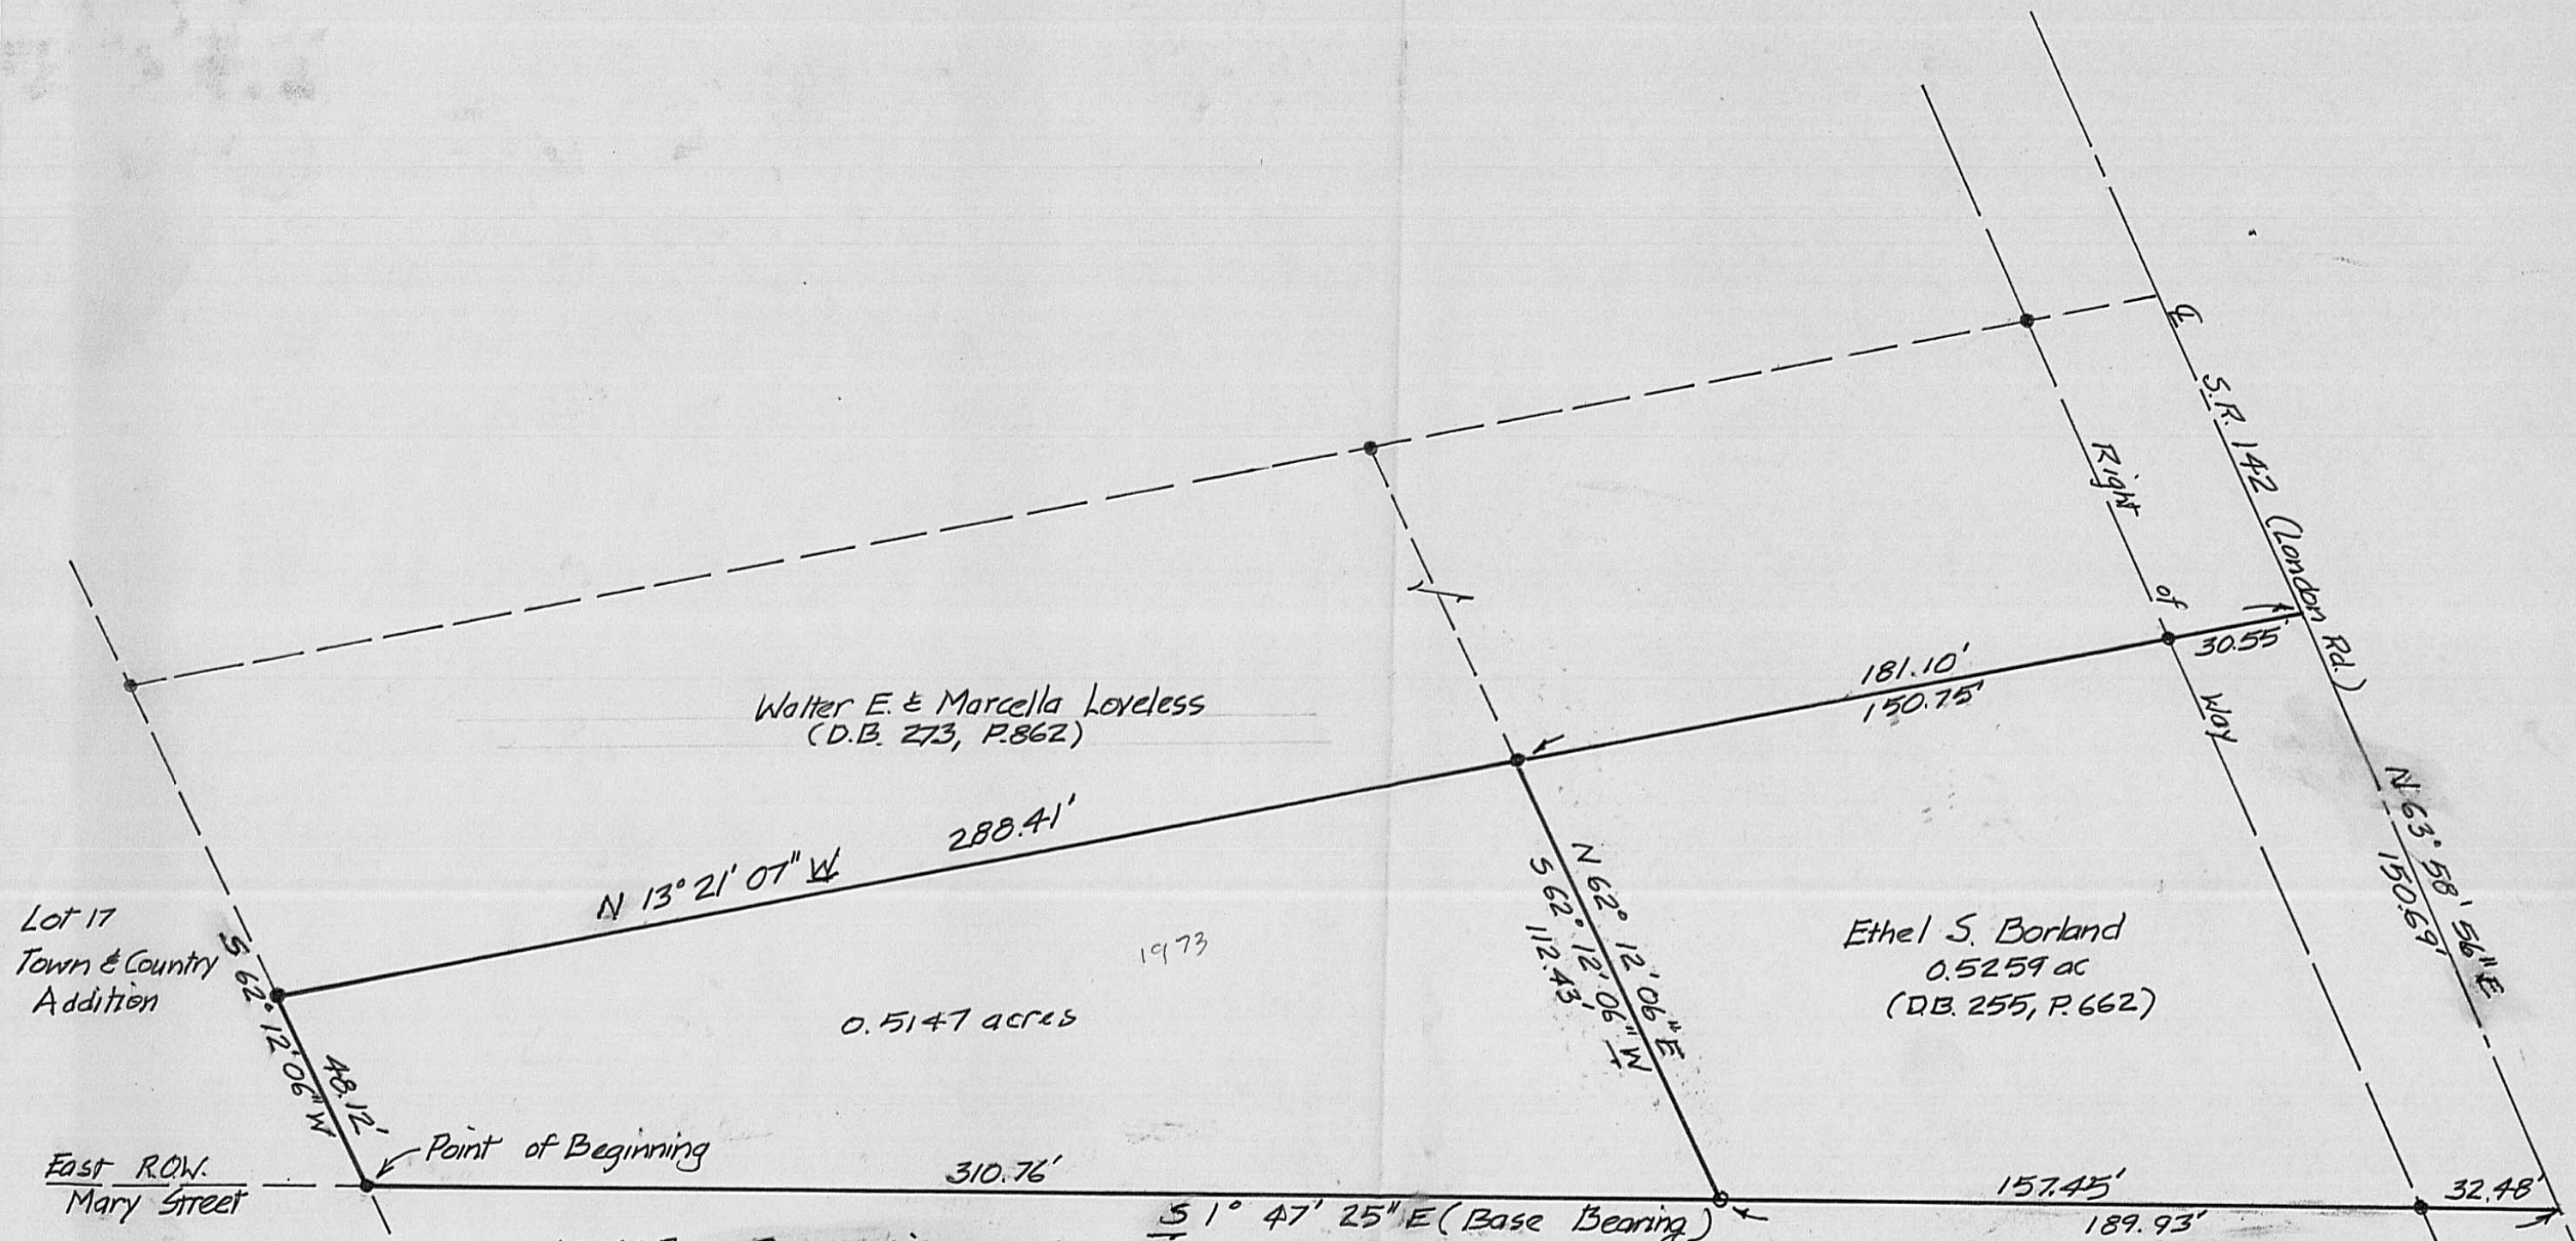 ℄ S.R. 142 (London Rd.)
Right of Way
30.55'
181.10'
150.75'
Walter E. & Marcella Loveless
(D.B. 273, P.862)
288.41'
N 13° 21' 07" W
N 63° 58' 56" E
150.69'
N 62° 12' 06" E
S 62° 12' 06" W
112.43'
Lot 17
Town & Country
Addition
S 62° 12' 06" W
48.12'
1973
0.5147 acres
Ethel S. Borland
0.5259 ac
(D.B. 255, P. 662)
Point of Beginning
East R.O.W.
Mary Street
310.76'
S 1° 47' 25" E (Base Bearing)
157.45'
189.93'
32.48'